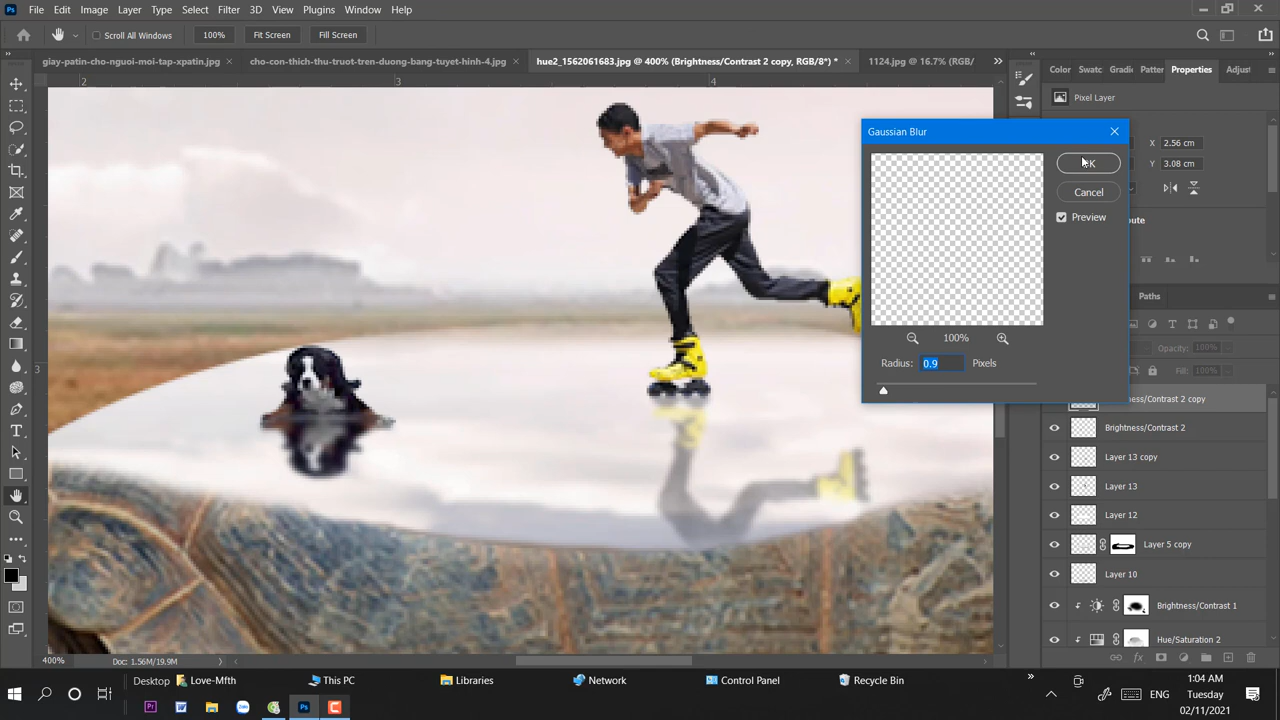 Ps File Edit Image Layer Type Select Filter 3D View Plugins Window Help
Scroll All Windows 100% Fit Screen Fill Screen
giay-patin-cho-nguoi-moi-tap-xpatin.jpg × cho-con-thich-thu-truot-tren-duong-bang-tuyet-hinh-4.jpg × hue2_1562061683.jpg @ 400% (Brightness/Contrast 2 copy, RGB/8*) * × 1124.jpg @ 16.7% (RGB/
Color Swatc Gradi Patter Properties Adjus
2 3 4
Pixel Layer
Gaussian Blur
X 2.56 cm
Y 3.08 cm
Cancel
Preview
100%
Radius: 0.9 Pixels
Paths
Opacity: 100%
Fill: 100%
3
Brightness/Contrast 2
Layer 13 copy
Layer 13
Layer 12
Layer 5 copy
Layer 10
Brightness/Contrast 1
Hue/Saturation 2
400% Doc: 1.56M/19.9M
Desktop Love-Mfth This PC Libraries Network Control Panel Recycle Bin
1:04 AM
ENG Tuesday
02/11/2021